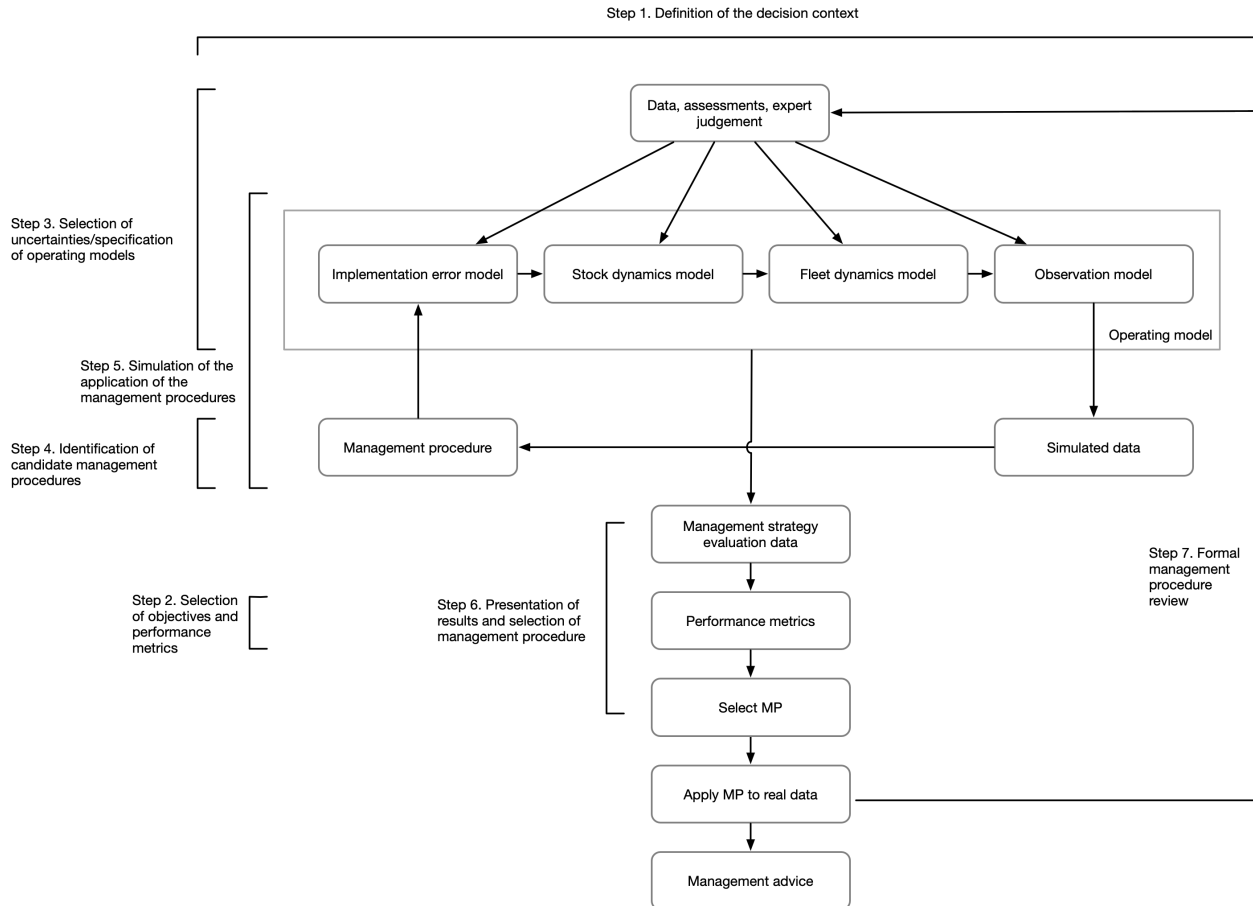 Step 1. Definition of the decision context
Data, assessments, expert
judgement
Step 3. Selection of
uncertainties/specification
of operating models
Implementation error model
Stock dynamics model
Fleet dynamics model
Observation model
Operating model
Step 5. Simulation of the
application of the
management procedures
Step 4. Identification of
candidate management
procedures
Management procedure
Simulated data
Management strategy
evaluation data
Step 7. Formal
management
procedure
review
Step 2. Selection
of objectives and
performance
metrics
Step 6. Presentation of
results and selection of
management procedure
Performance metrics
Select MP
Apply MP to real data
Management advice